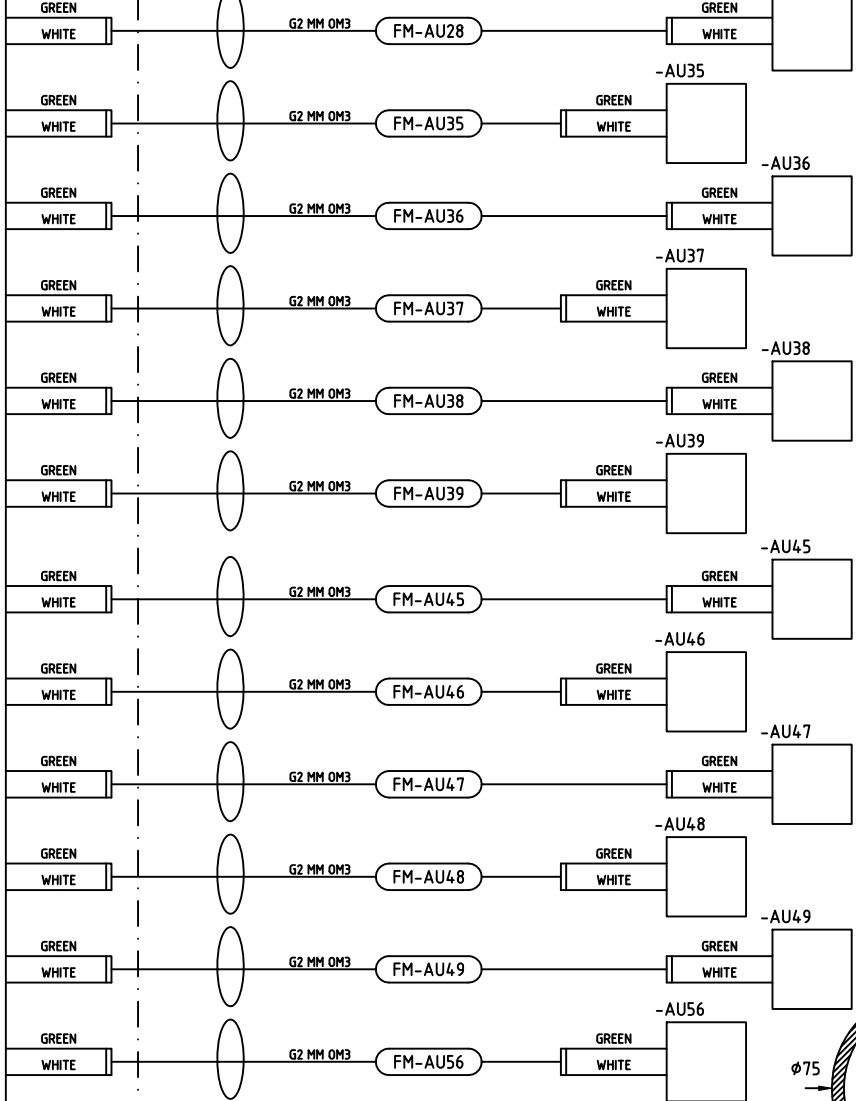 GREEN GREEN
WHITE G2 MM OM3 FM-AU28 WHITE
-AU35
GREEN GREEN
WHITE G2 MM OM3 FM-AU35 WHITE
-AU36
GREEN GREEN
WHITE G2 MM OM3 FM-AU36 WHITE
-AU37
GREEN GREEN
WHITE G2 MM OM3 FM-AU37 WHITE
-AU38
GREEN GREEN
WHITE G2 MM OM3 FM-AU38 WHITE
-AU39
GREEN GREEN
WHITE G2 MM OM3 FM-AU39 WHITE
-AU45
GREEN GREEN
WHITE G2 MM OM3 FM-AU45 WHITE
-AU46
GREEN GREEN
WHITE G2 MM OM3 FM-AU46 WHITE
-AU47
GREEN GREEN
WHITE G2 MM OM3 FM-AU47 WHITE
-AU48
GREEN GREEN
WHITE G2 MM OM3 FM-AU48 WHITE
-AU49
GREEN GREEN
WHITE G2 MM OM3 FM-AU49 WHITE
-AU56
GREEN GREEN
WHITE G2 MM OM3 FM-AU56 WHITE
Ø75